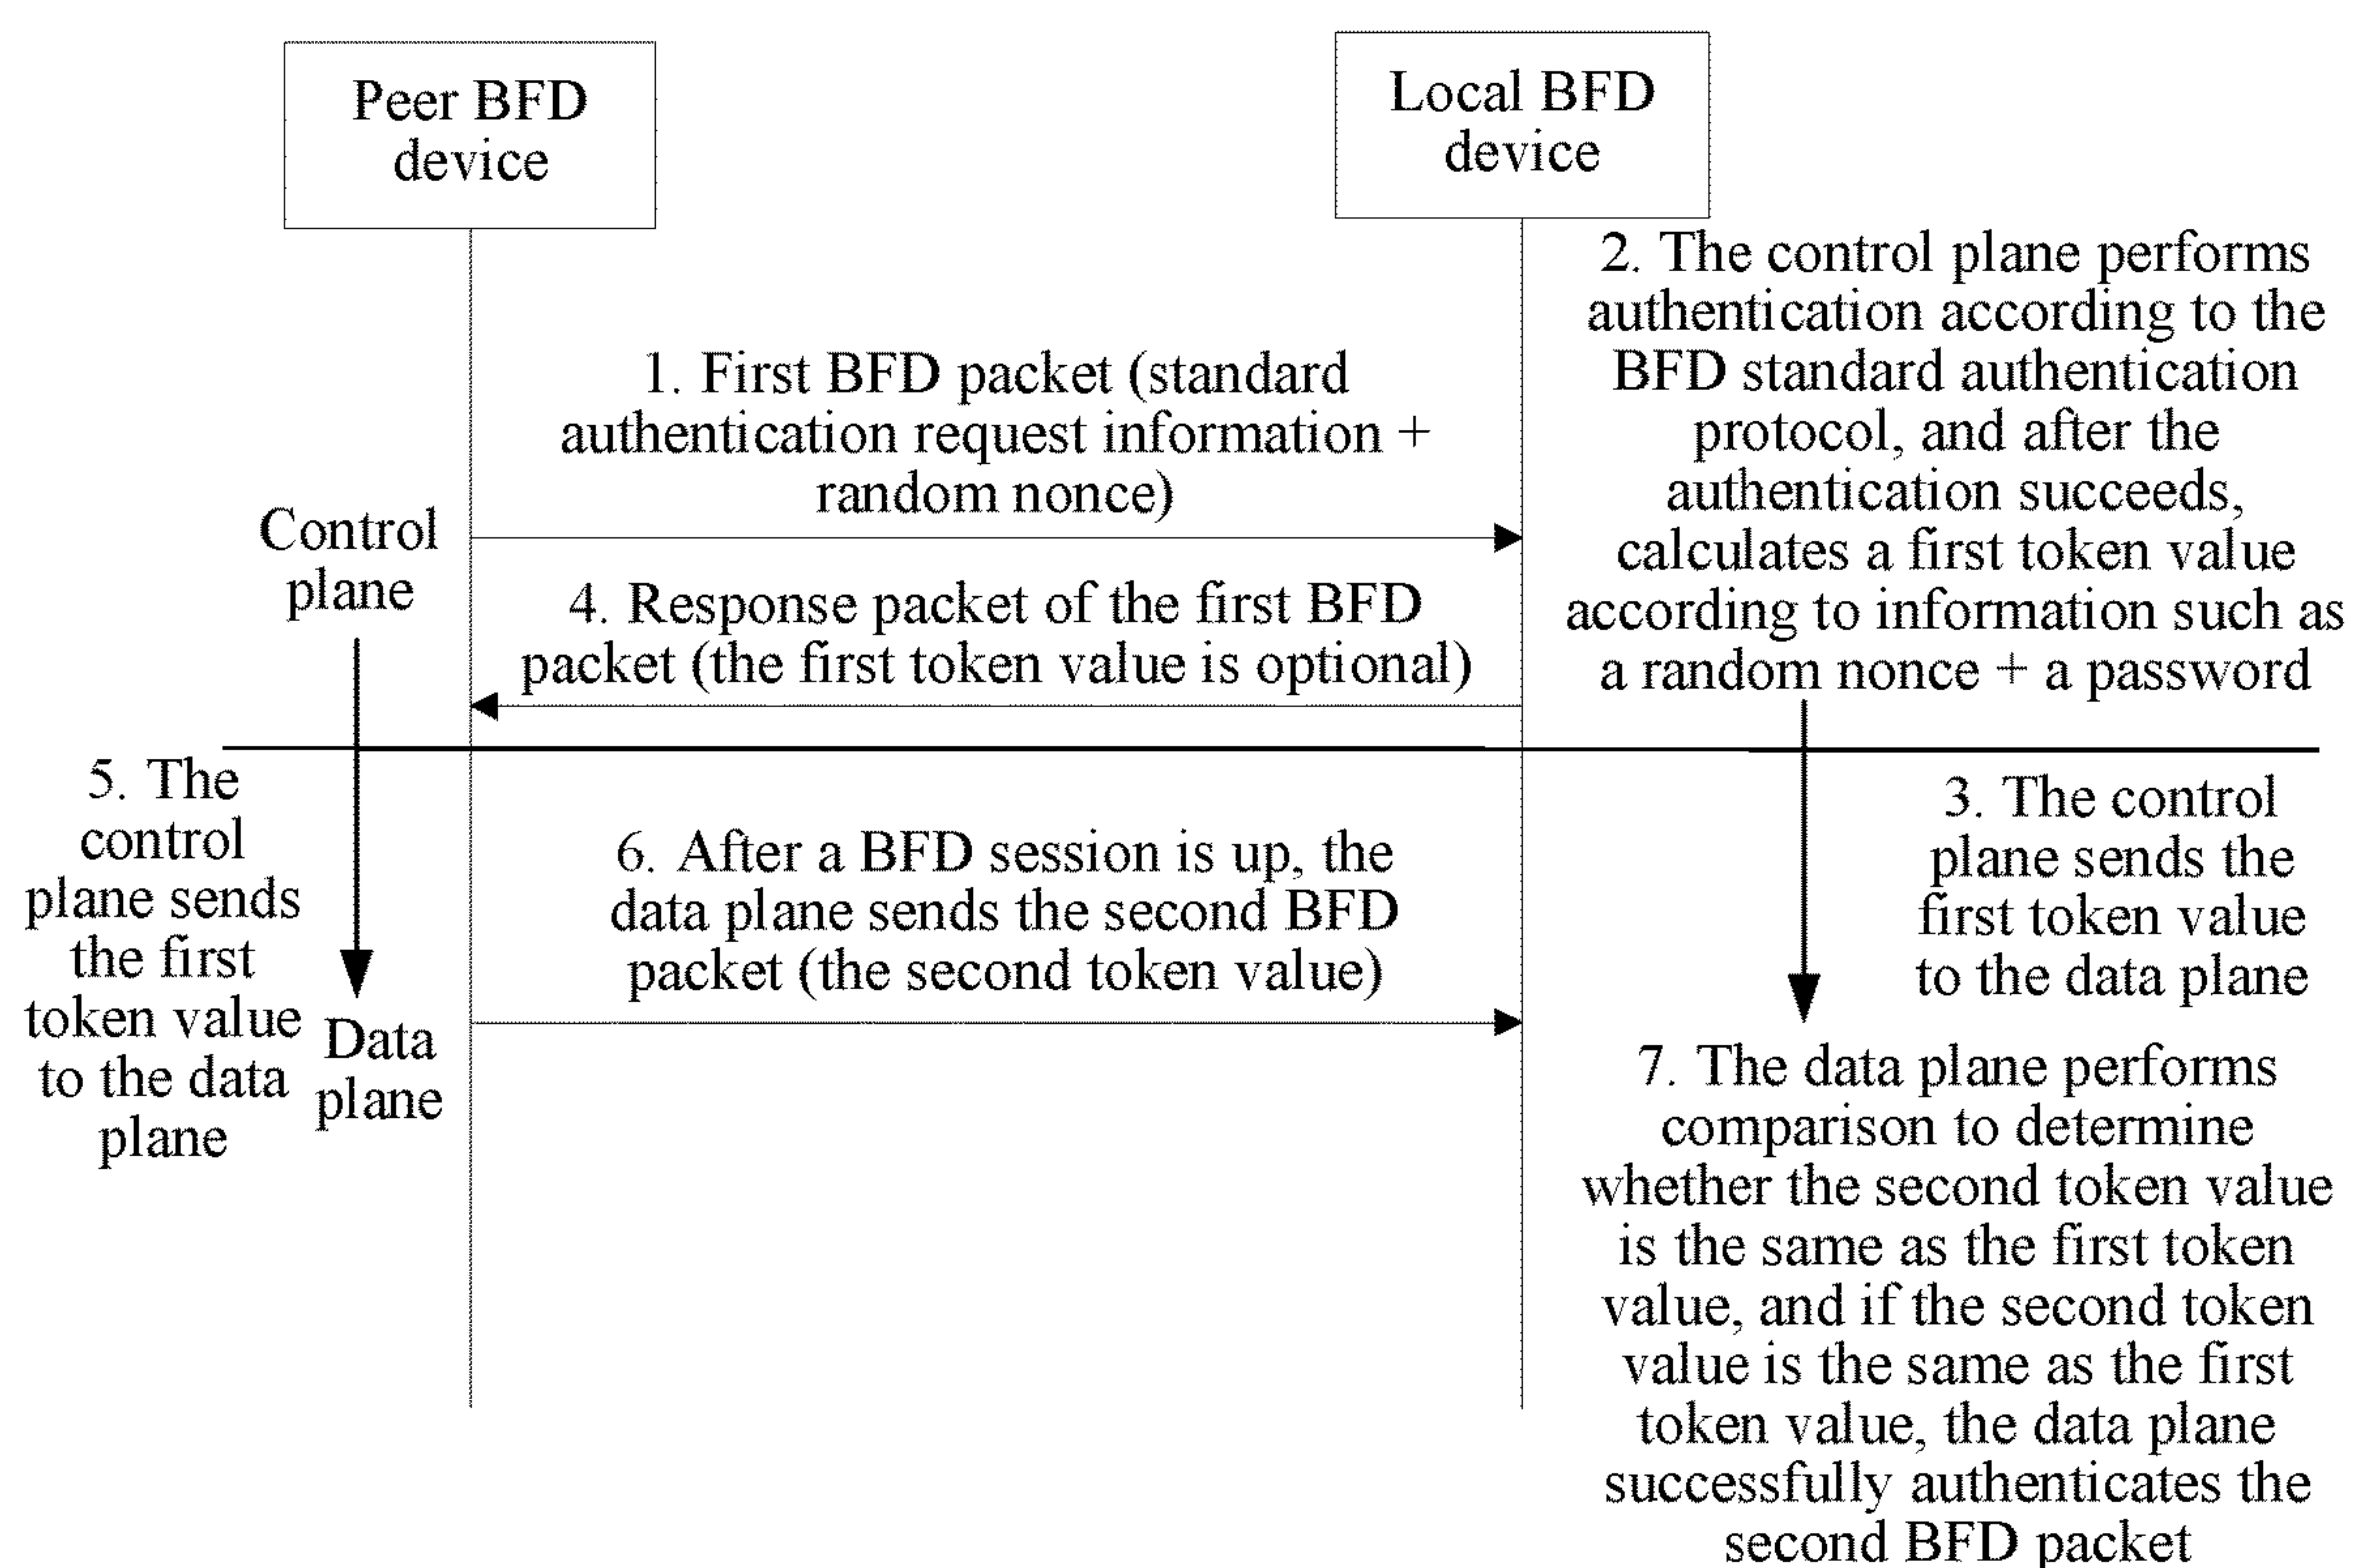 Peer BFD
device
Local BFD
device
1. First BFD packet (standard
authentication request information +
random nonce)
2. The control plane performs
authentication according to the
BFD standard authentication
protocol, and after the
authentication succeeds,
calculates a first token value
according to information such as
a random nonce + a password
Control
plane
4. Response packet of the first BFD
packet (the first token value is optional)
5. The
control
plane sends
the first
token value
to the data
plane
Data
plane
6. After a BFD session is up, the
data plane sends the second BFD
packet (the second token value)
3. The control
plane sends the
first token value
to the data plane
7. The data plane performs
comparison to determine
whether the second token value
is the same as the first token
value, and if the second token
value is the same as the first
token value, the data plane
successfully authenticates the
second BFD packet